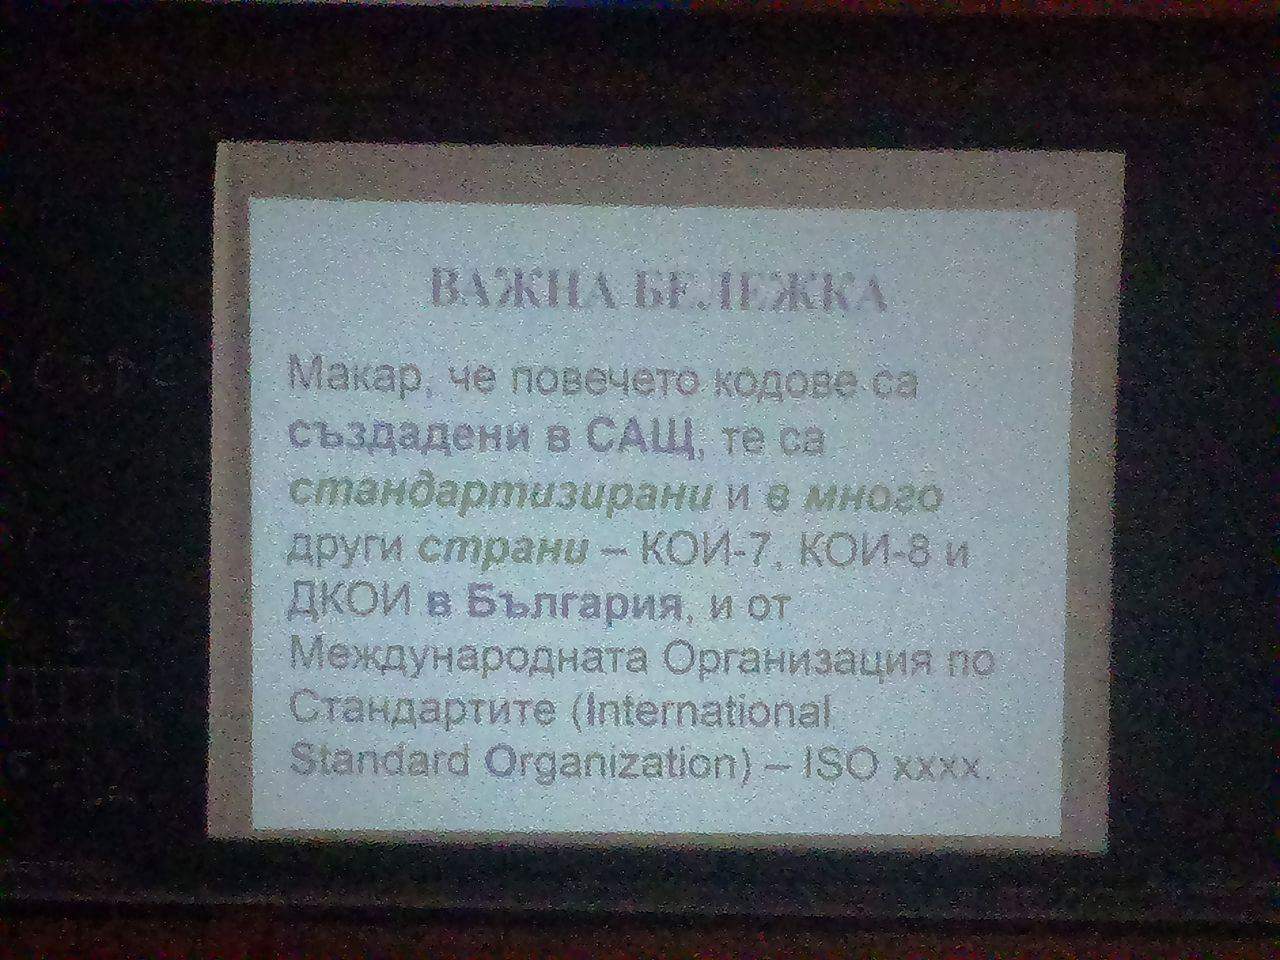 ВАЖНА БЕЛЕЖКА
Макар, че повечето кодове са
създадени в САЩ, те са
стандартизирани и в много
други страни – КОИ-7, КОИ-8 и
ДКОИ в България, и от
Международната Организация по
Стандартите (International
Standard Organization) – ISO xxxx.